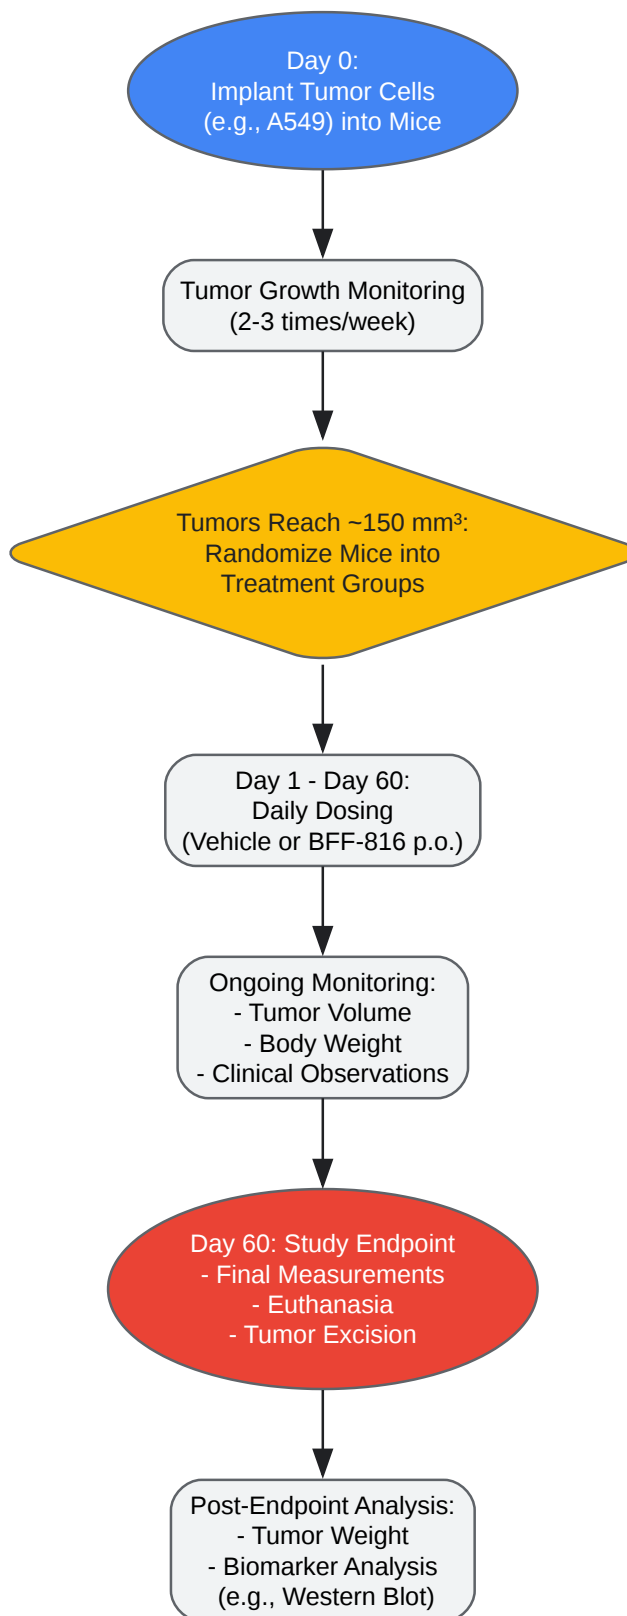 Day 0:
Implant Tumor Cells
(e.g., A549) into Mice
Tumor Growth Monitoring
(2-3 times/week)
Tumors Reach ~150 mm³:
Randomize Mice into
Treatment Groups
Day 1 - Day 60:
Daily Dosing
(Vehicle or BFF-816 p.o.)
Ongoing Monitoring:
- Tumor Volume
- Body Weight
- Clinical Observations
Day 60: Study Endpoint
- Final Measurements
- Euthanasia
- Tumor Excision
Post-Endpoint Analysis:
- Tumor Weight
- Biomarker Analysis
(e.g., Western Blot)